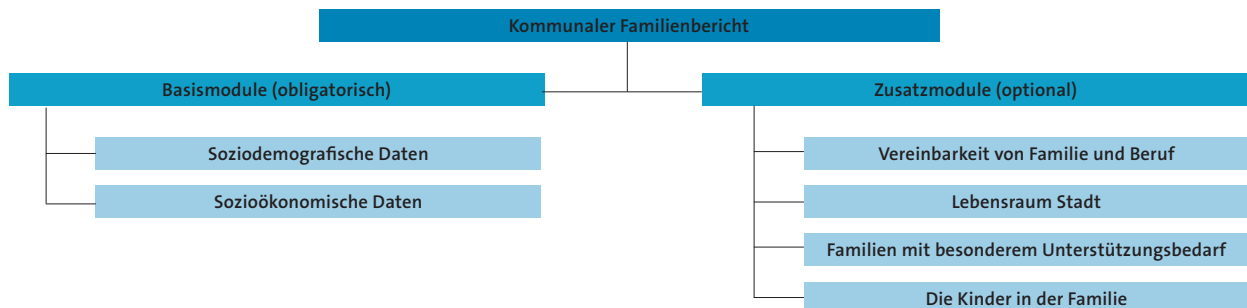 Kommunaler Familienbericht
Basismodule (obligatorisch)
Soziodemografische Daten
Sozioökonomische Daten
Zusatzmodule (optional)
Vereinbarkeit von Familie und Beruf
Lebensraum Stadt
Familien mit besonderem Unterstützungsbedarf
Die Kinder in der Familie